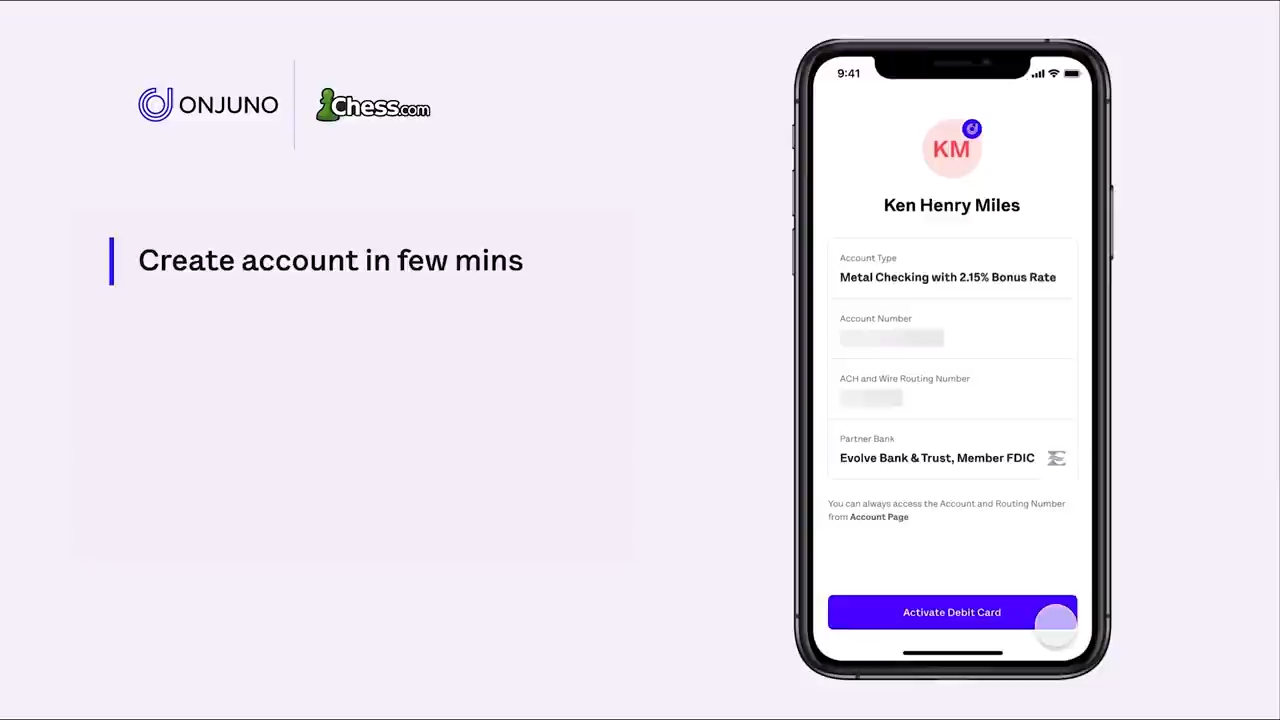 ONJUNO
Chess.com
Create account in few mins
9:41
KM
Ken Henry Miles
Account Type
Metal Checking with 2.15% Bonus Rate
Account Number
ACH and Wire Routing Number
Partner Bank
Evolve Bank & Trust, Member FDIC
You can always access the Account and Routing Number
from Account Page
Activate Debit Card